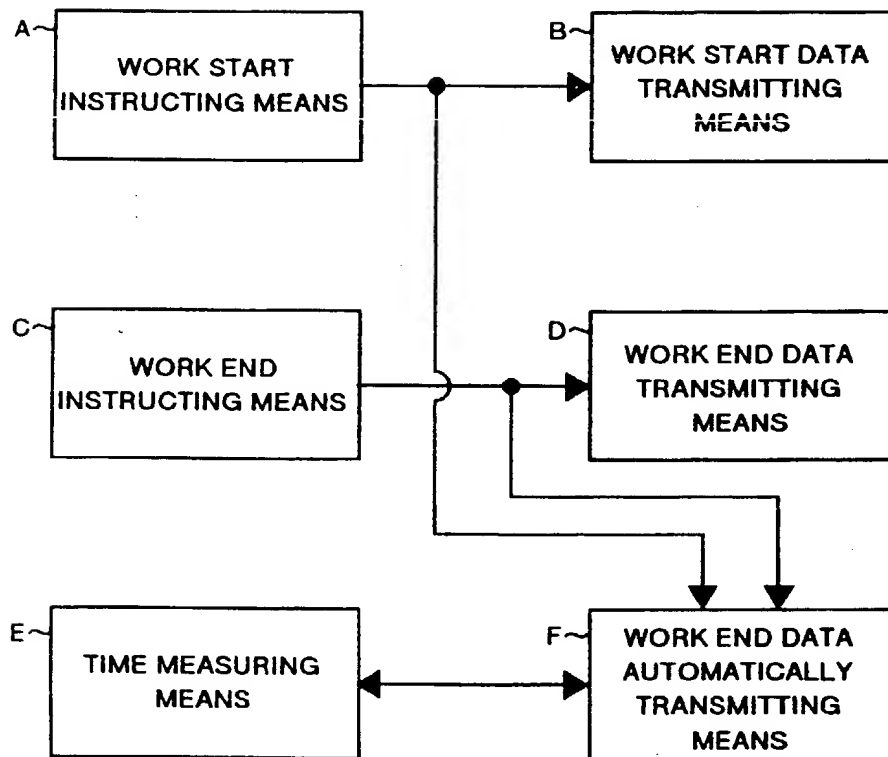 A
WORK START
INSTRUCTING MEANS
B
WORK START DATA
TRANSMITTING
MEANS
C
WORK END
INSTRUCTING MEANS
D
WORK END DATA
TRANSMITTING
MEANS
E
TIME MEASURING
MEANS
F
WORK END DATA
AUTOMATICALLY
TRANSMITTING
MEANS